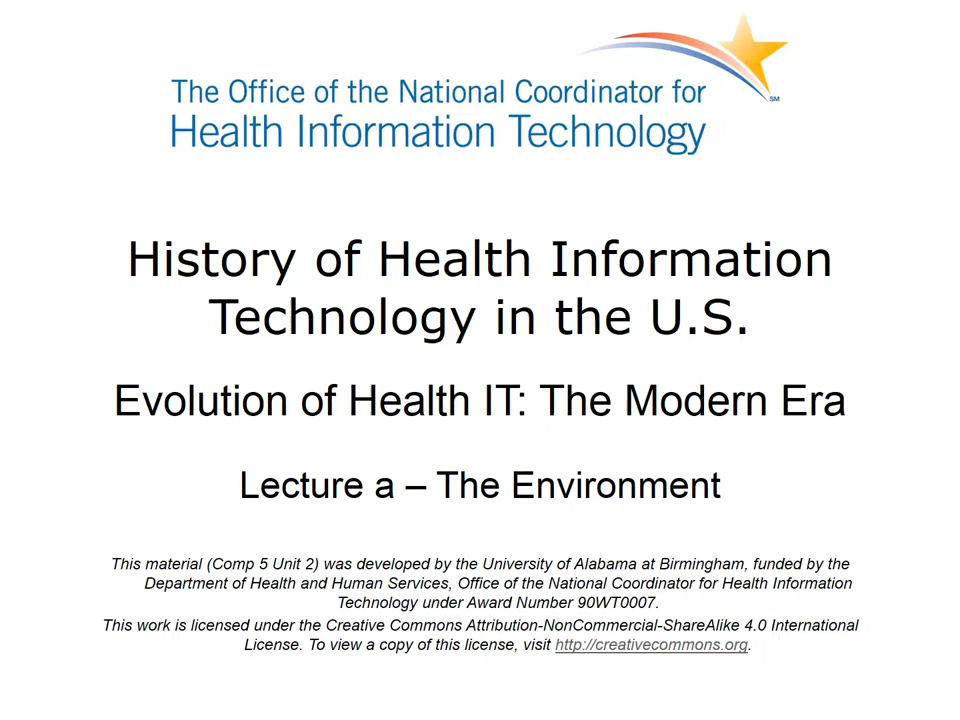 The Office of the National Coordinator for
Health Information Technology
SM
History of Health Information
Technology in the U.S.
Evolution of Health IT: The Modern Era
Lecture a – The Environment
This material (Comp 5 Unit 2) was developed by the University of Alabama at Birmingham, funded by the
Department of Health and Human Services, Office of the National Coordinator for Health Information
Technology under Award Number 90WT0007.
This work is licensed under the Creative Commons Attribution-NonCommercial-ShareAlike 4.0 International
License. To view a copy of this license, visit http://creativecommons.org.